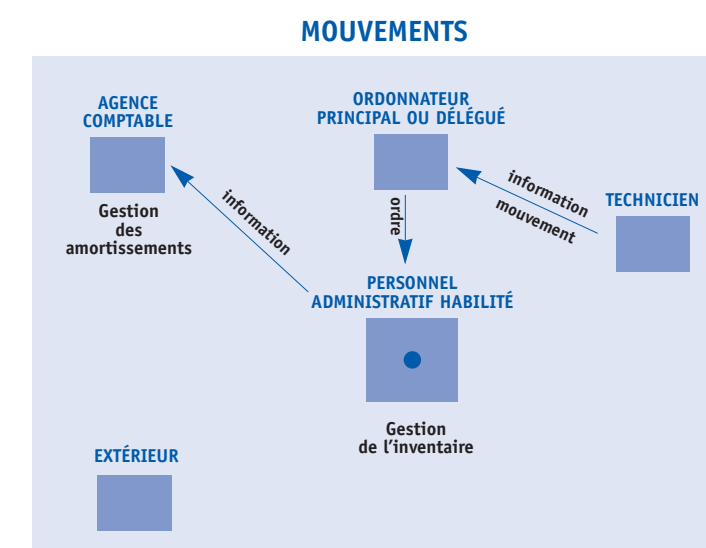 MOUVEMENTS
AGENCE
COMPTABLE
ORDONNATEUR
PRINCIPAL OU DÉLÉGUÉ
information
mouvement
TECHNICIEN
Gestion
des
amortissements
information
ordre
PERSONNEL
ADMINISTRATIF HABILITÉ
Gestion
de l'inventaire
EXTÉRIEUR